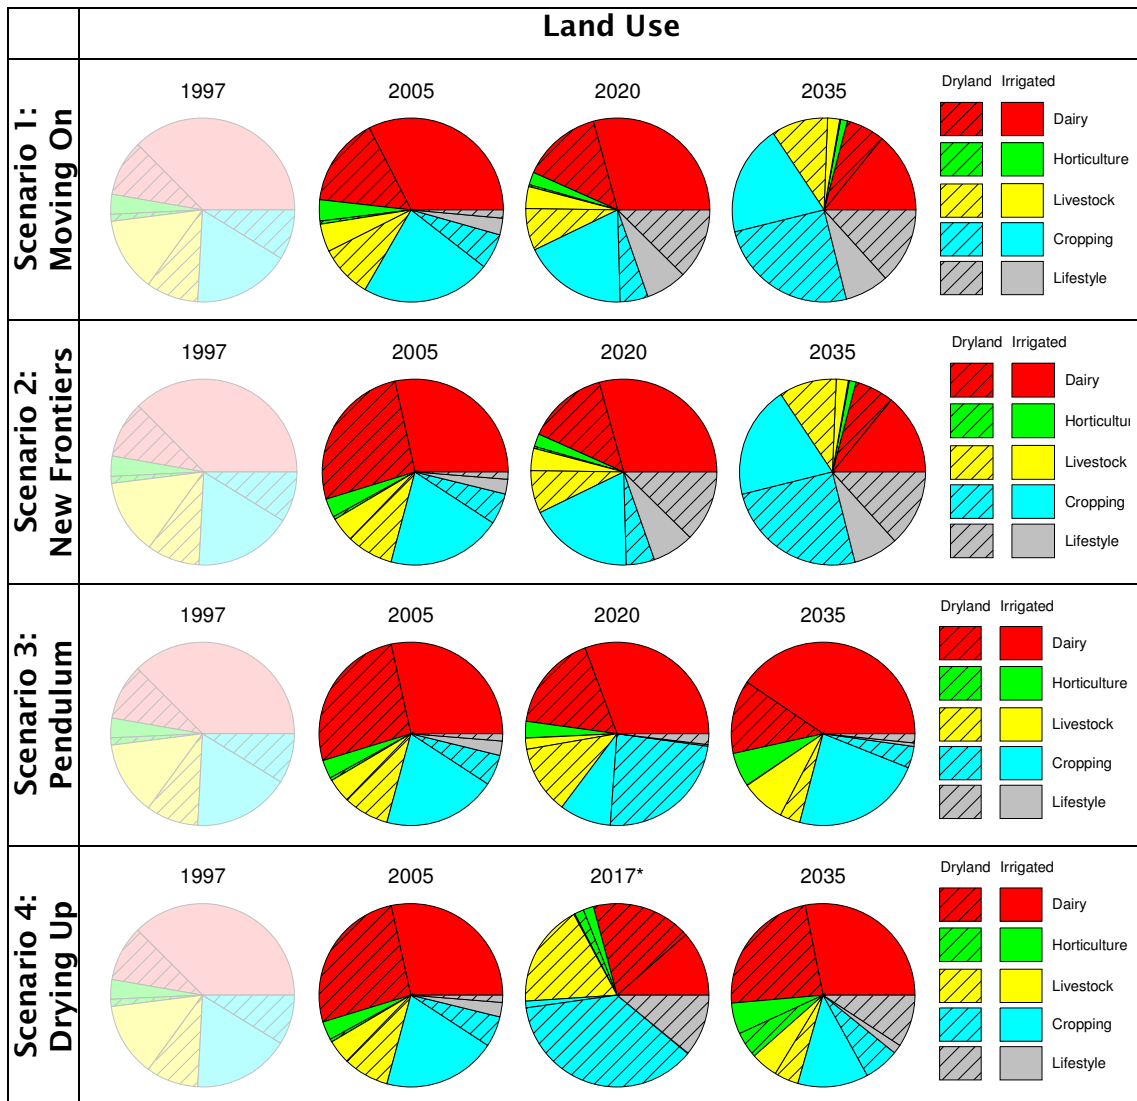 Land Use
Scenario 1:
Moving On
1997
2005
2020
2035
Dryland Irrigated
Dairy
Horticulture
Livestock
Cropping
Lifestyle
Scenario 2:
New Frontiers
1997
2005
2020
2035
Dryland Irrigated
Dairy
Horticultu
Livestock
Cropping
Lifestyle
Scenario 3:
Pendulum
1997
2005
2020
2035
Dryland Irrigated
Dairy
Horticulture
Livestock
Cropping
Lifestyle
Scenario 4:
Drying Up
1997
2005
2017*
2035
Dryland Irrigated
Dairy
Horticulture
Livestock
Cropping
Lifestyle